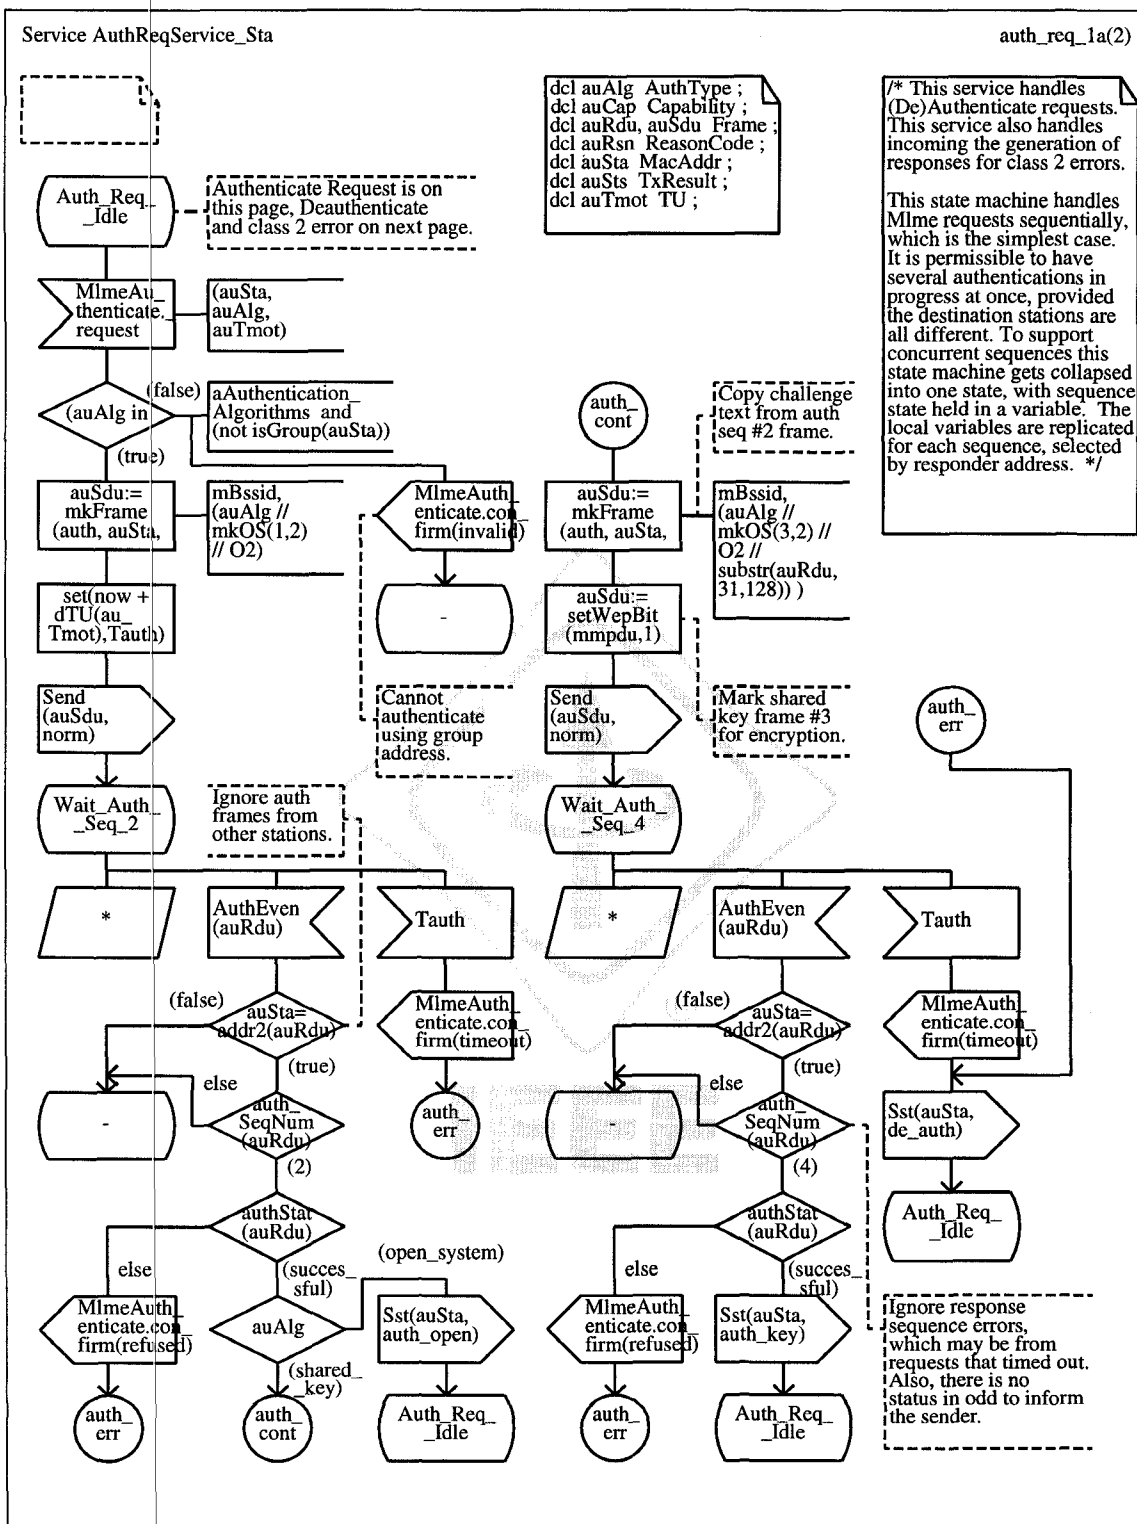 Service AuthReqService_Sta
auth_req_1a(2)
dcl auAlg AuthType ;
dcl auCap Capability ;
dcl auRdu, auSdu Frame ;
dcl auRsn ReasonCode ;
dcl auSta MacAddr ;
dcl auSts TxResult ;
dcl auTmot TU ;
/* This service handles
(De)Authenticate requests.
This service also handles
incoming the generation of
responses for class 2 errors.
This state machine handles
Mlme requests sequentially,
which is the simplest case.
It is permissible to have
several authentications in
progress at once, provided
the destination stations are
all different. To support
concurrent sequences this
state machine gets collapsed
into one state, with sequence
state held in a variable. The
local variables are replicated
for each sequence, selected
by responder address. */
Auth_Req_
_Idle
Authenticate Request is on
this page, Deauthenticate
and class 2 error on next page.
MlmeAu_
thenticate._
request
(auSta,
auAlg,
auTmot)
(auAlg in
(false)
(true)
aAuthentication_
Algorithms and
(not isGroup(auSta))
auSdu:=
mkFrame
(auth, auSta,
mBssid,
(auAlg //
mkOS(1,2)
// O2)
MlmeAuth_
enticate.con_
firm(invalid)
-
set(now +
dTU(au_
Tmot),Tauth)
Send
(auSdu,
norm)
Cannot
authenticate
using group
address.
Wait_Auth_
_Seq_2
Ignore auth
frames from
other stations.
*
AuthEven
(auRdu)
Tauth
(false)
auSta=
addr2(auRdu)
(true)
MlmeAuth_
enticate.con_
firm(timeout)
auth_
err
else
-
auth_
SeqNum
(auRdu)
(2)
authStat
(auRdu)
else
(succes_
sful)
(open_system)
MlmeAuth_
enticate.con_
firm(refused)
auAlg
(shared_
_key)
Sst(auSta,
auth_open)
auth_
err
auth_
cont
Auth_Req_
_Idle
auth_
cont
Copy challenge
text from auth
seq #2 frame.
auSdu:=
mkFrame
(auth, auSta,
mBssid,
(auAlg //
mkOS(3,2) //
O2 //
substr(auRdu,
31,128)) )
auSdu:=
setWepBit
(mmpdu,1)
Send
(auSdu,
norm)
Mark shared
key frame #3
for encryption.
auth_
err
Wait_Auth_
_Seq_4
*
AuthEven
(auRdu)
Tauth
(false)
auSta=
addr2(auRdu)
(true)
MlmeAuth_
enticate.con_
firm(timeout)
else
-
auth_
SeqNum
(auRdu)
(4)
Sst(auSta,
de_auth)
Auth_Req_
_Idle
authStat
(auRdu)
else
(succes_
sful)
MlmeAuth_
enticate.con_
firm(refused)
Sst(auSta,
auth_key)
Ignore response
sequence errors,
which may be from
requests that timed out.
Also, there is no
status in odd to inform
the sender.
auth_
err
Auth_Req_
_Idle
IEEE